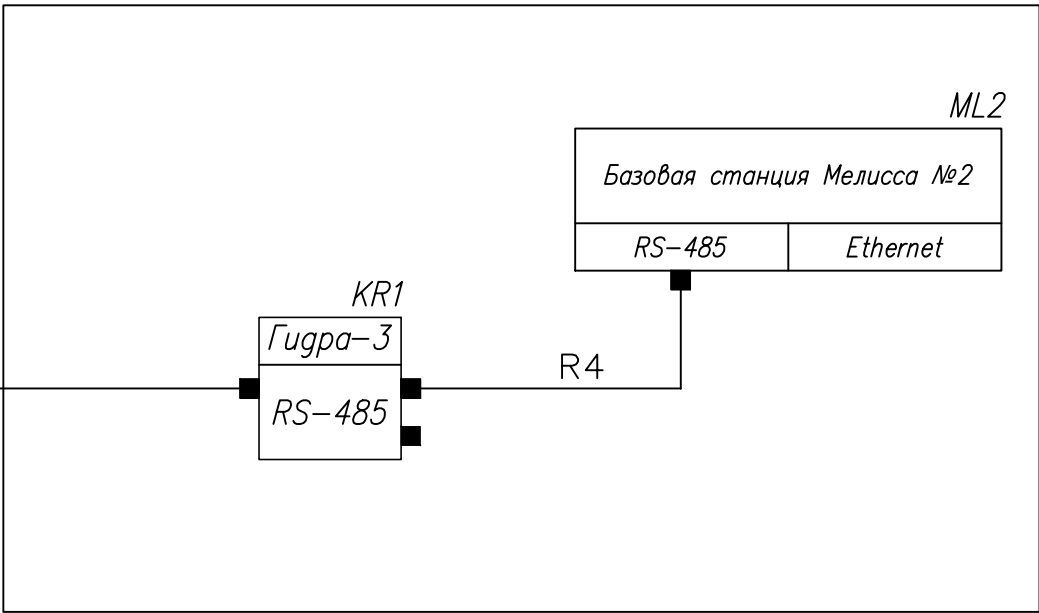 ML2
Базовая станция Мелисса №2
RS-485
Ethernet
KR1
Гидра-3
RS-485
R4